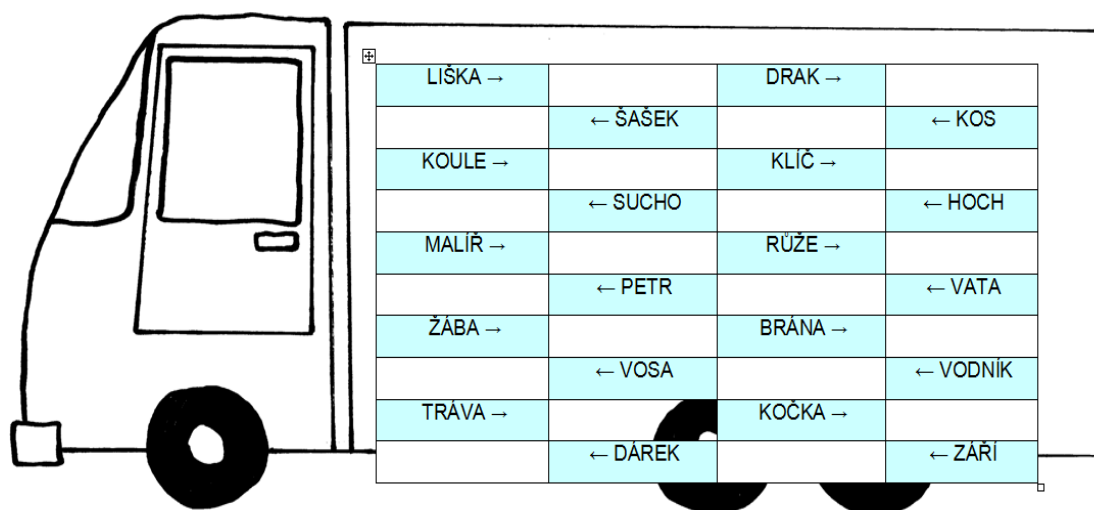 LIŠKA → DRAK →
← ŠAŠEK ← KOS
KOULE → KLÍČ →
← SUCHO ← HOCH
MALÍŘ → RŮŽE →
← PETR ← VATA
ŽÁBA → BRÁNA →
← VOSA ← VODNÍK
TRÁVA → KOČKA →
← DÁREK ← ZÁŘÍ